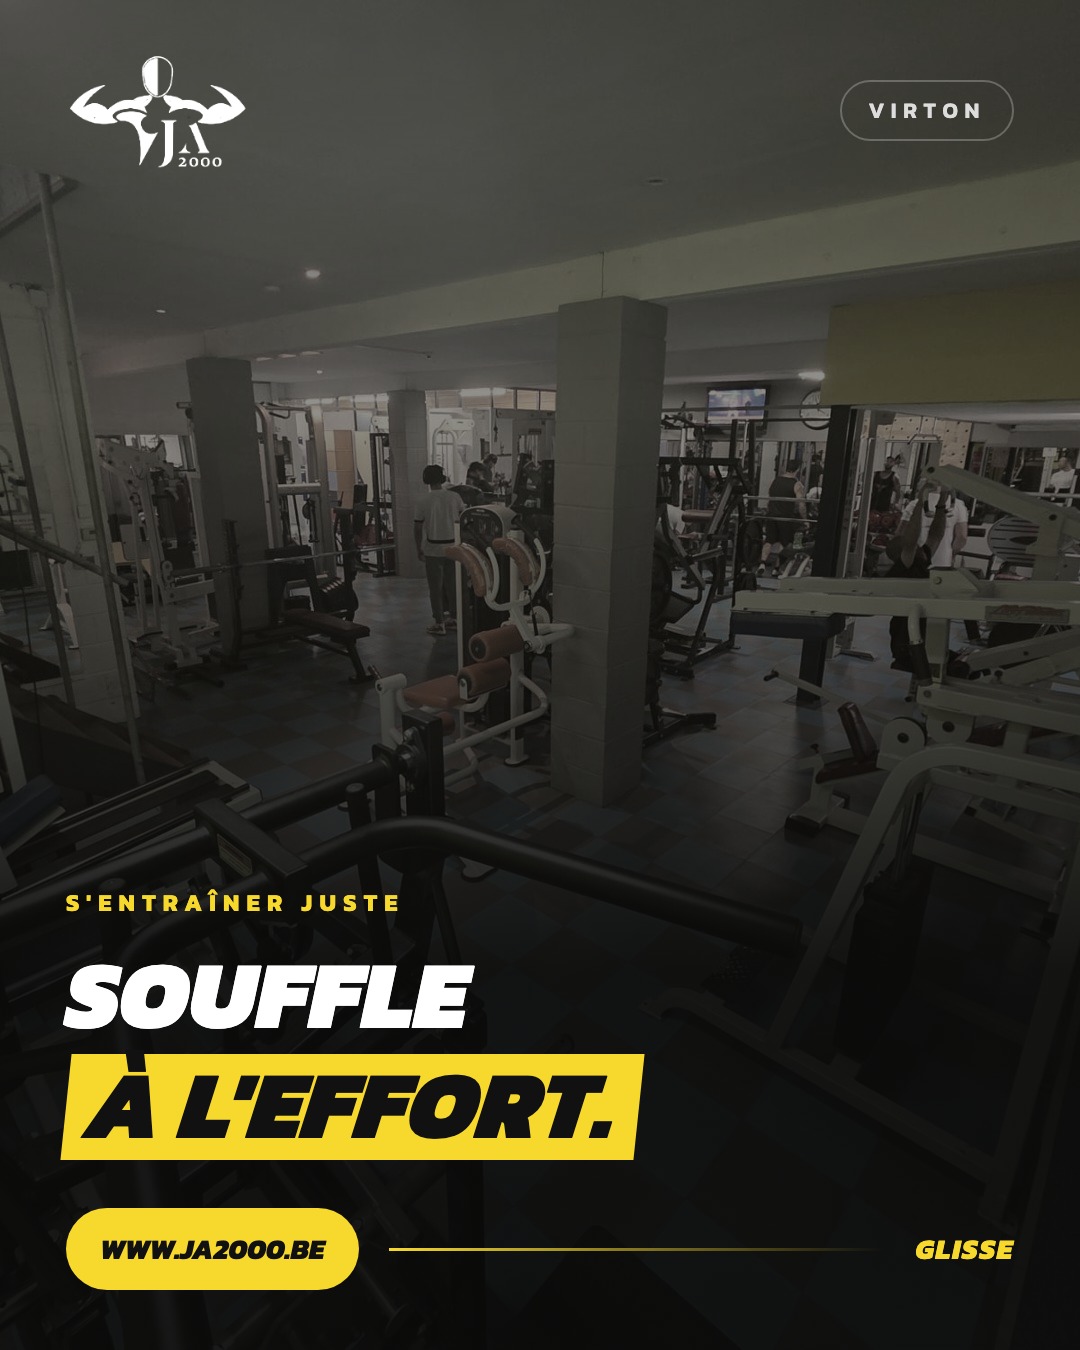 JA
2000
VIRTON
S'ENTRAÎNER JUSTE
SOUFFLE
À L'EFFORT.
WWW.JA2000.BE
GLISSE